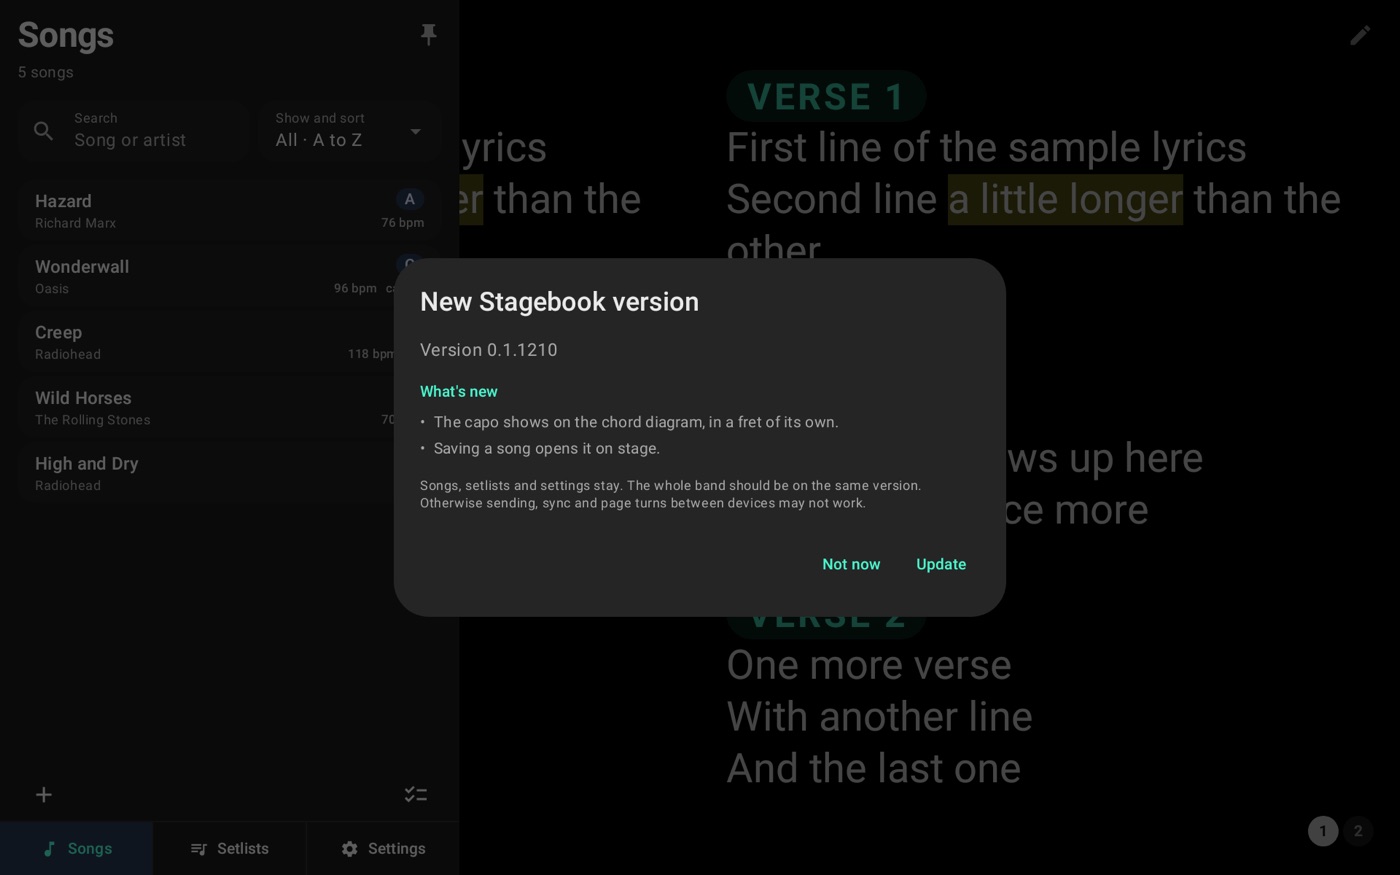 Songs
5 songs
Search
Song or artist
Show and sort
All · A to Z
Hazard
A
Richard Marx
76 bpm
Wonderwall
Oasis
96 bpm
Creep
Radiohead
118 bpm
Wild Horses
The Rolling Stones
70
High and Dry
Radiohead
Songs
Setlists
Settings
yrics
er than the
VERSE 1
First line of the sample lyrics
Second line a little longer than the
other
ws up here
ce more
VERSE 2
One more verse
With another line
And the last one
1
2
New Stagebook version
Version 0.1.1210
What's new
• The capo shows on the chord diagram, in a fret of its own.
• Saving a song opens it on stage.
Songs, setlists and settings stay. The whole band should be on the same version.
Otherwise sending, sync and page turns between devices may not work.
Not now
Update